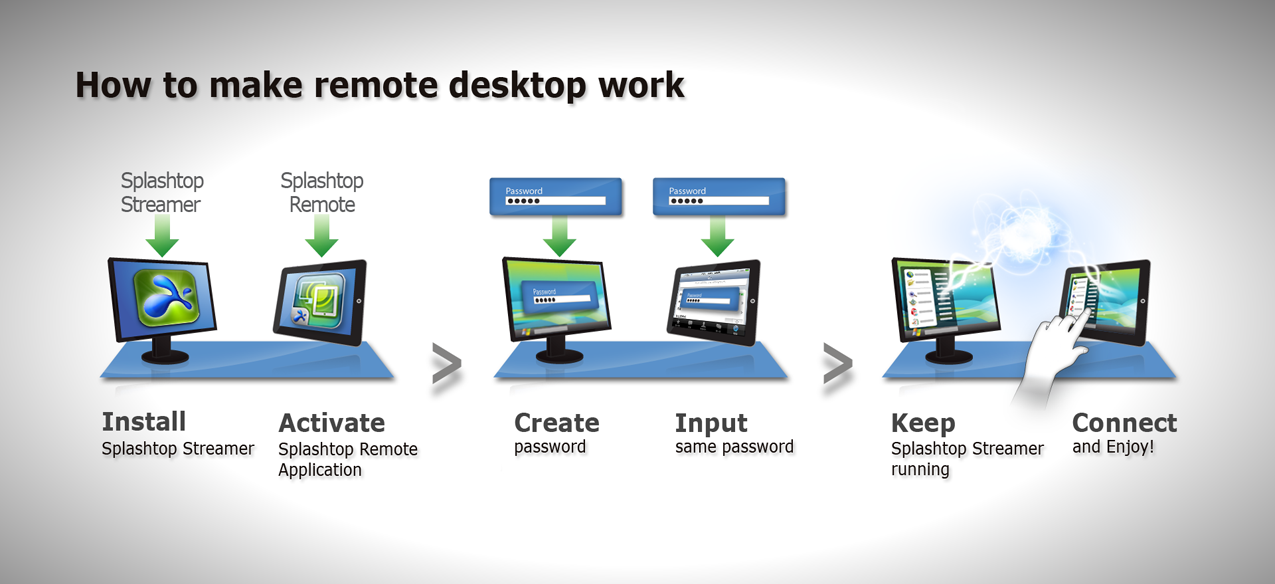 How to make remote desktop work
Splashtop
Streamer
Splashtop
Remote
Password
Password
Password
Password
>
>
Install
Splashtop Streamer
Activate
Splashtop Remote
Application
Create
password
Input
same password
Keep
Splashtop Streamer
running
Connect
and Enjoy!